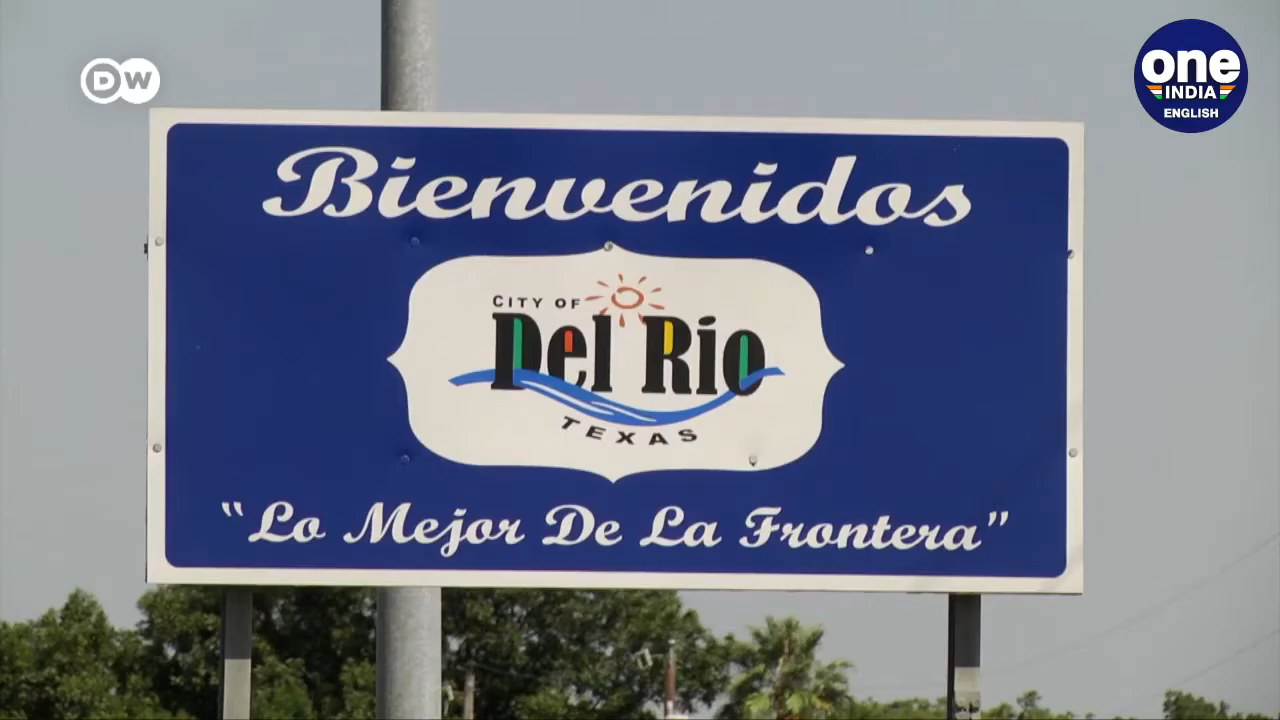 DW
one
INDIA
ENGLISH
Bienvenidos
CITY OF
Del Rio
TEXAS
“Lo Mejor De La Frontera”